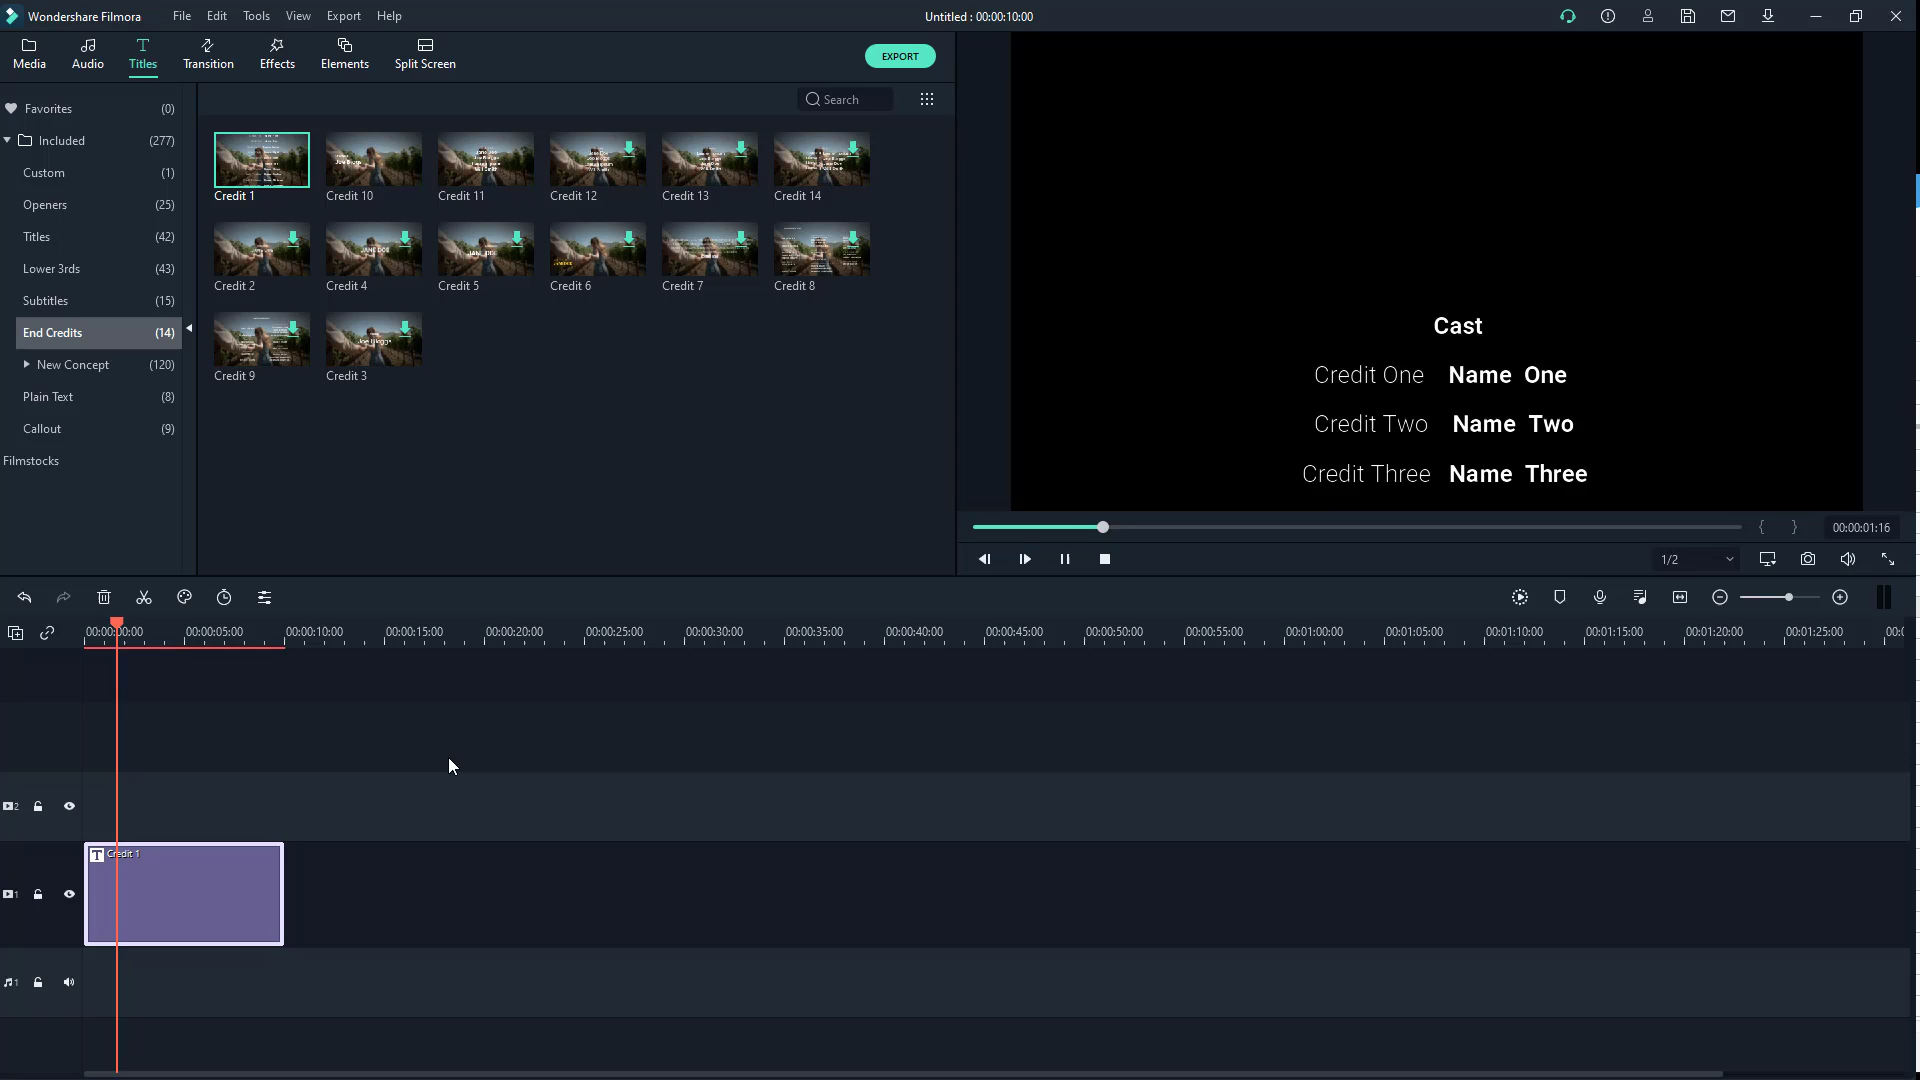 Wondershare Filmora
File Edit Tools View Export Help
Untitled : 00:00:10:00
Media Audio Titles Transition Effects Elements Split Screen
EXPORT
Favorites (0)
Included (277)
Custom (1)
Openers (25)
Titles (42)
Lower 3rds (43)
Subtitles (15)
End Credits (14)
New Concept (120)
Plain Text (8)
Callout (9)
Filmstocks
Search
Credit 1 Credit 10 Credit 11 Credit 12 Credit 13 Credit 14
Credit 2 Credit 4 Credit 5 Credit 6 Credit 7 Credit 8
Credit 9 Credit 3
Cast
Credit One Name One
Credit Two Name Two
Credit Three Name Three
{ } 00:00:01:16
1/2
00:00:00:00 00:00:05:00 00:00:10:00 00:00:15:00 00:00:20:00 00:00:25:00 00:00:30:00 00:00:35:00 00:00:40:00 00:00:45:00 00:00:50:00 00:00:55:00 00:01:00:00 00:01:05:00 00:01:10:00 00:01:15:00 00:01:20:00 00:01:25:00
2
T Credit 1
1
1